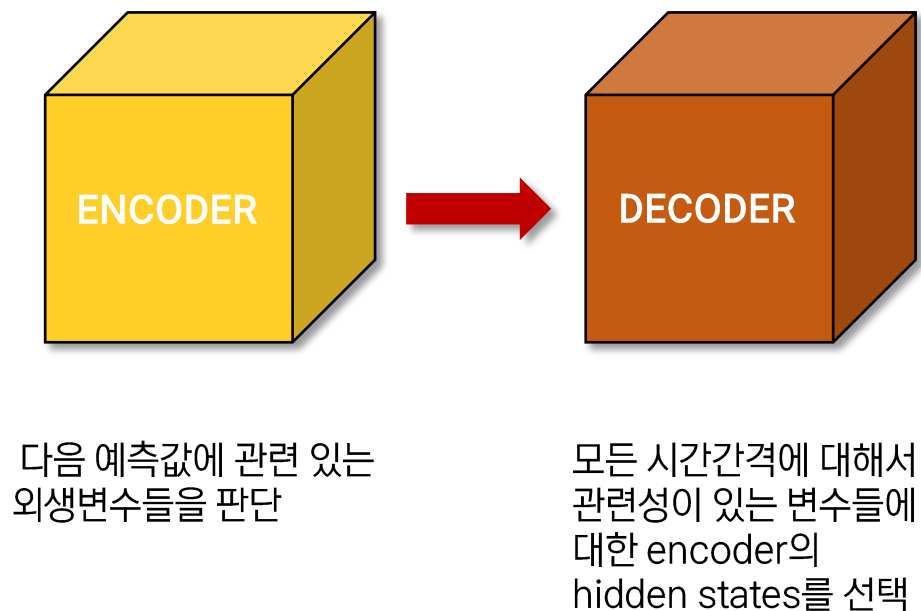 ENCODER
DECODER
다음 예측값에 관련 있는
외생변수들을 판단
모든 시간간격에 대해서
관련성이 있는 변수들에
대한 encoder의
hidden states를 선택